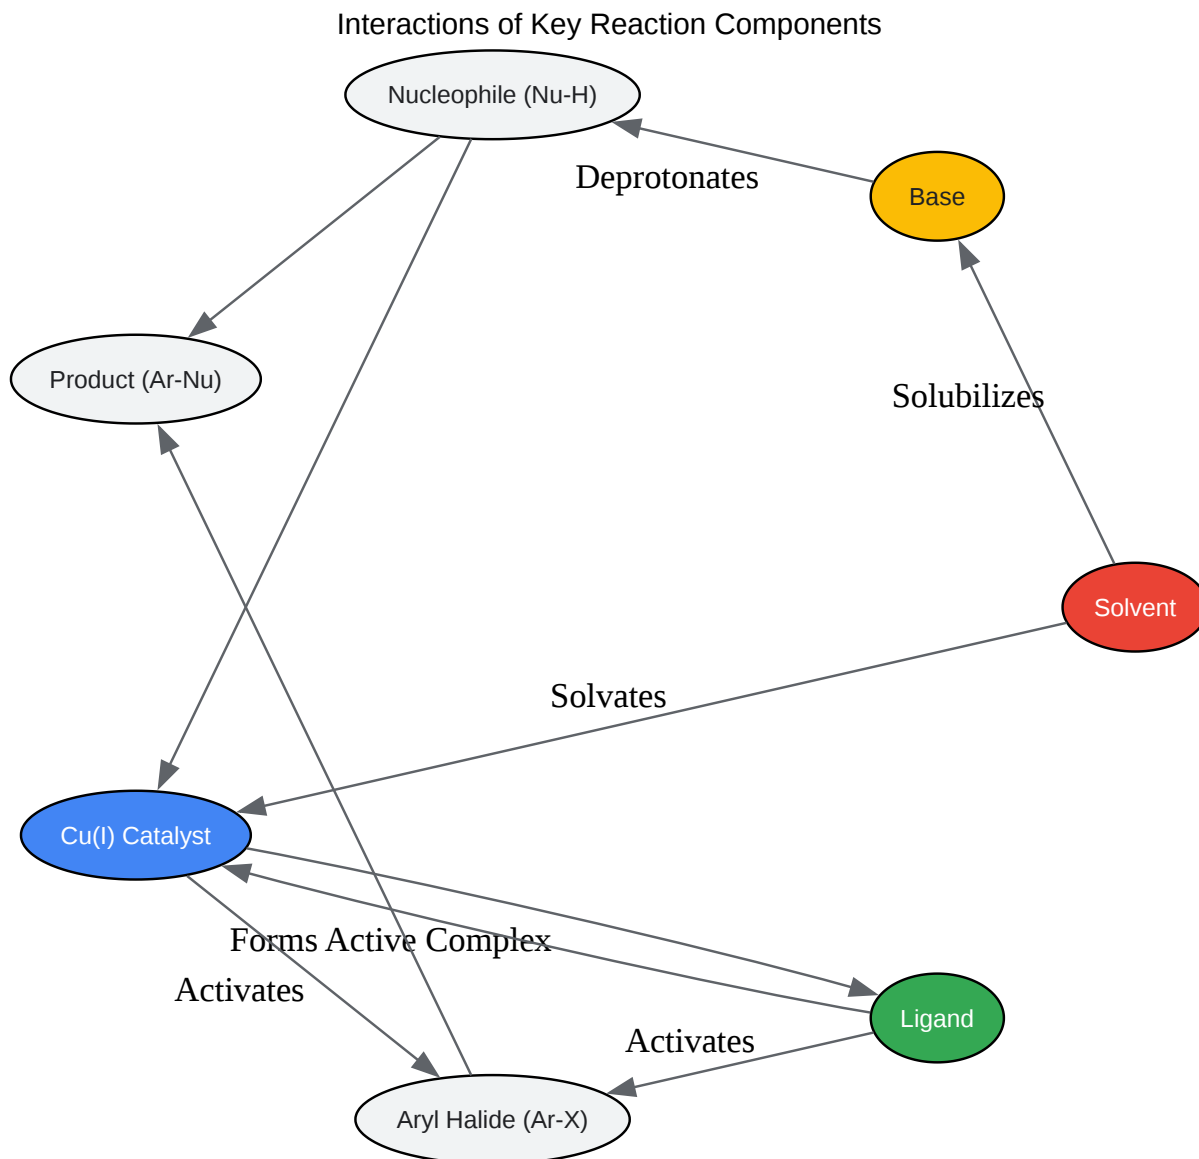 Interactions of Key Reaction Components
Nucleophile (Nu-H)
Deprotonates
Base
Product (Ar-Nu)
Solubilizes
Solvent
Solvates
Cu(I) Catalyst
Forms Active Complex
Activates
Ligand
Activates
Aryl Halide (Ar-X)